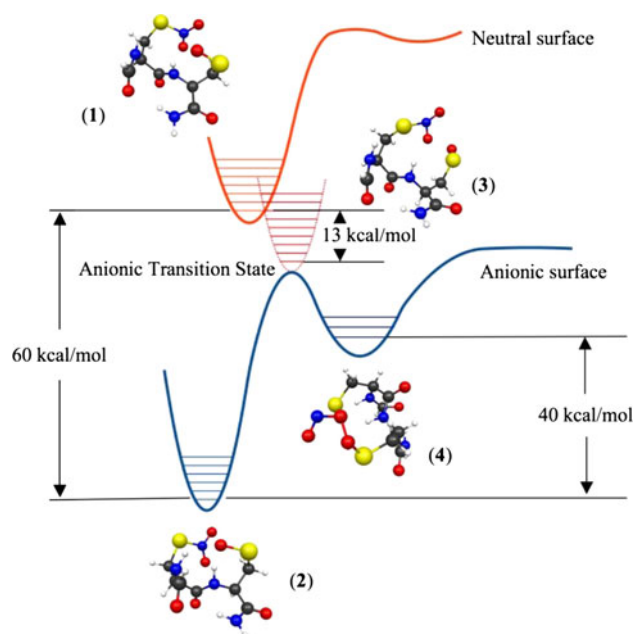 Neutral surface
(1)
(3)
13 kcal/mol
Anionic Transition State
Anionic surface
60 kcal/mol
40 kcal/mol
(4)
(2)